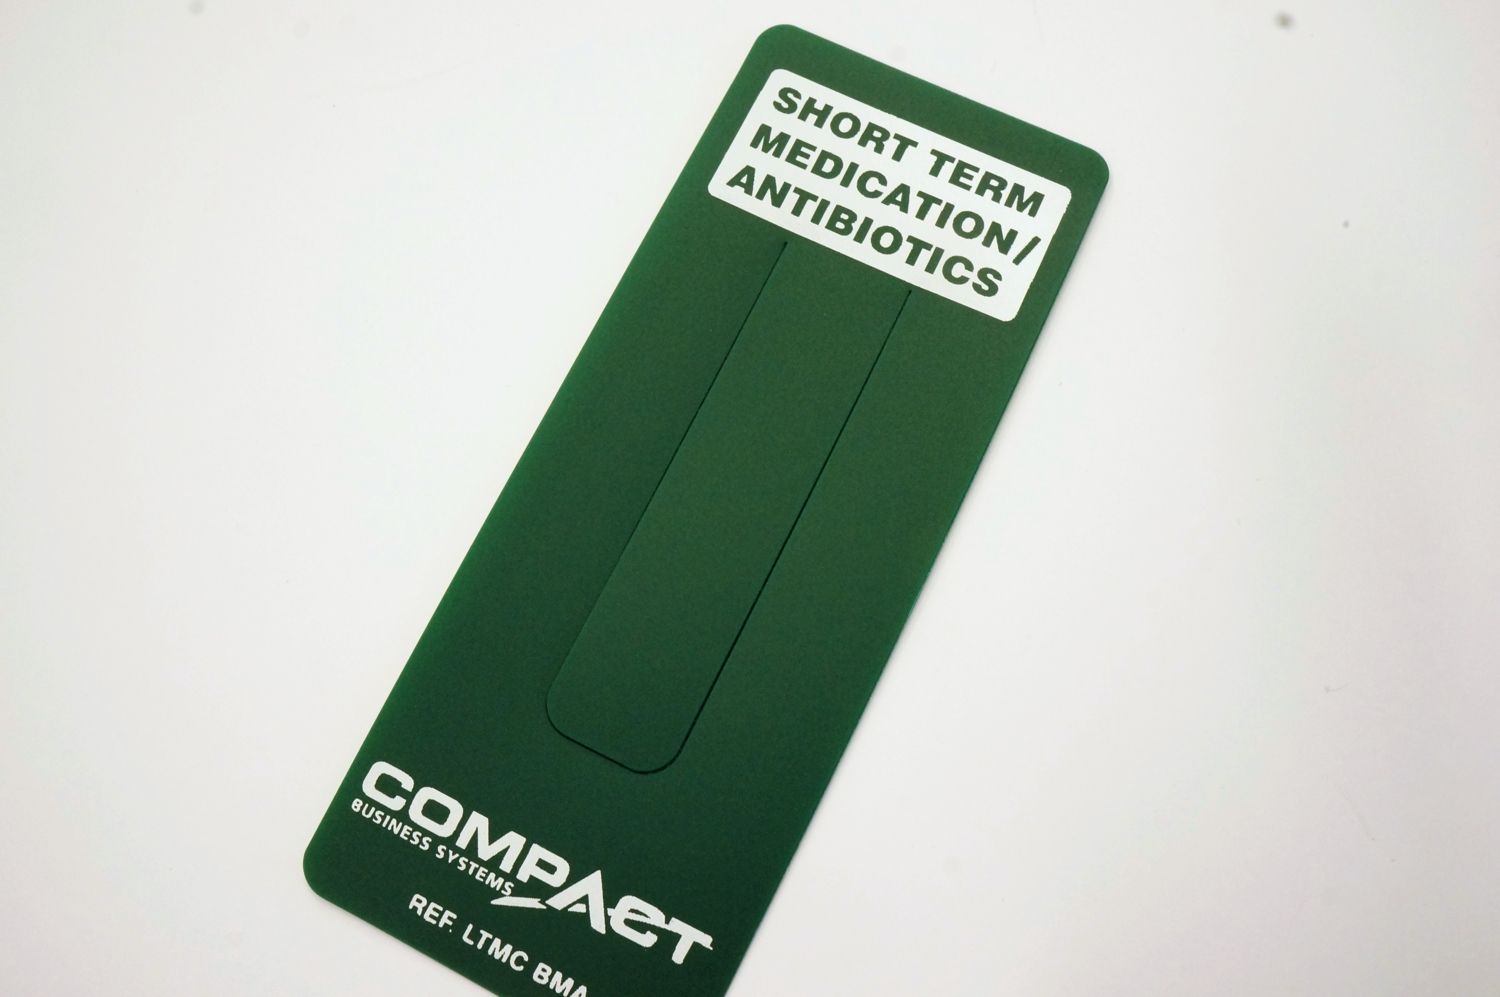 SHORT TERM
MEDICATION/
ANTIBIOTICS
COMPACT
BUSINESS SYSTEMS
REF. LTMC BMA